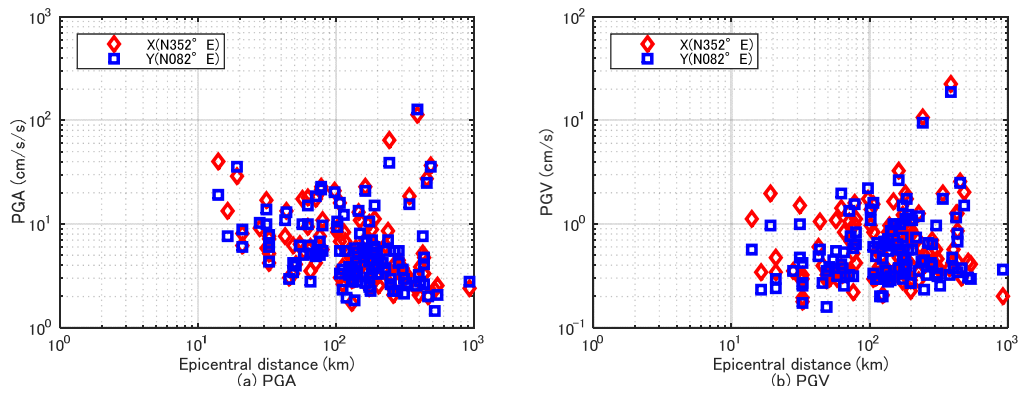 10³
10²
10¹
10⁰
PGA (cm/s/s)
X(N352° E)
Y(N082° E)
10⁰ 10¹ 10² 10³
Epicentral distance (km)
(a) PGA
10²
10¹
10⁰
10⁻¹
PGV (cm/s)
X(N352° E)
Y(N082° E)
10⁰ 10¹ 10² 10³
Epicentral distance (km)
(b) PGV